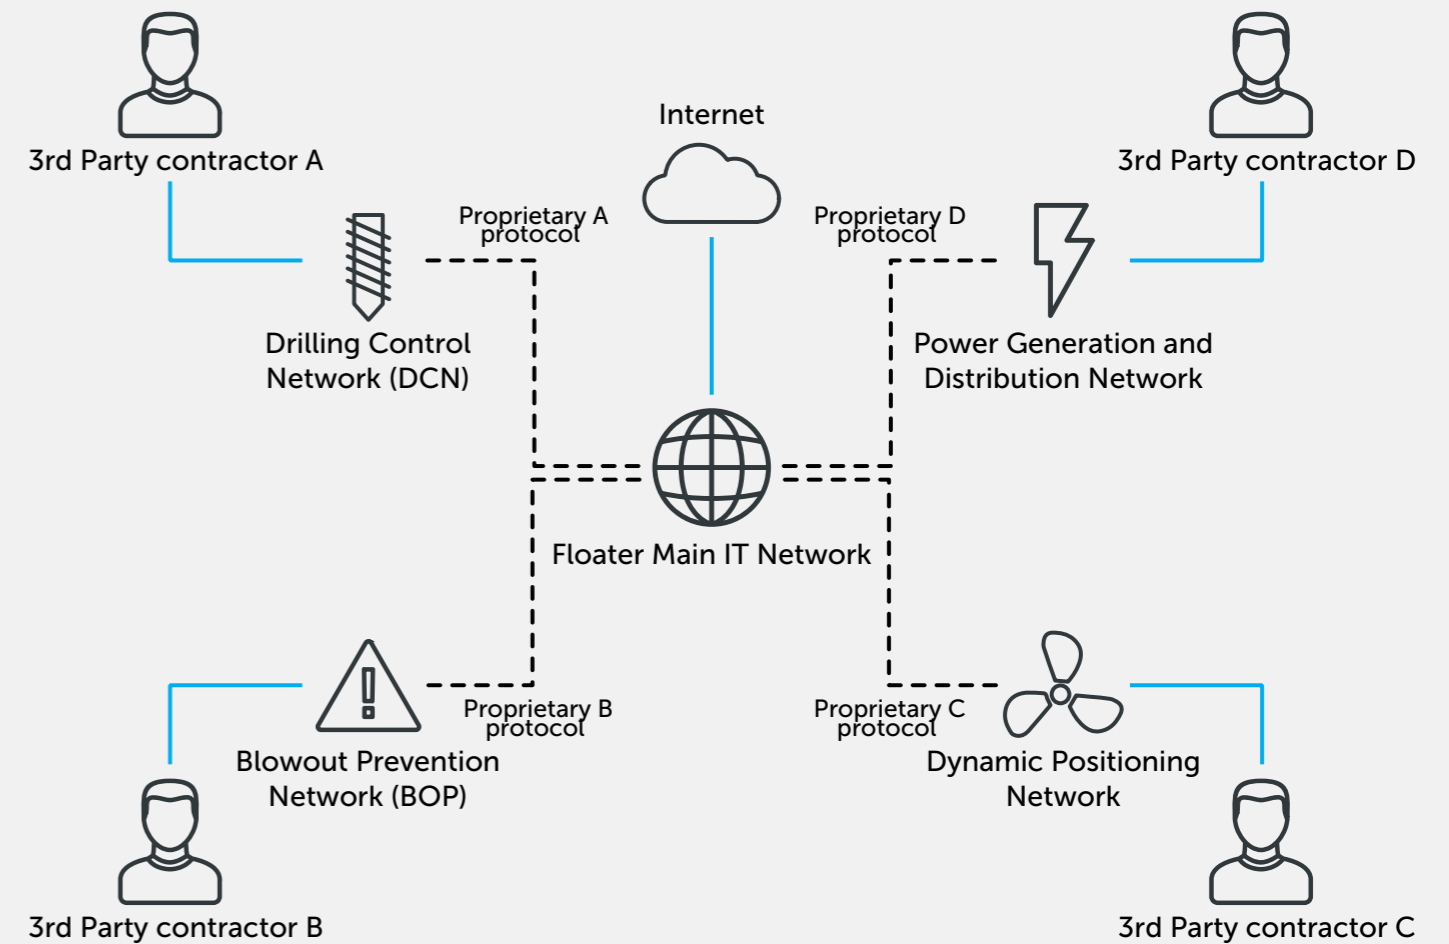 3rd Party contractor A
Internet
3rd Party contractor D
Proprietary A
protocol
Proprietary D
protocol
Drilling Control
Network (DCN)
Power Generation and
Distribution Network
Floater Main IT Network
Proprietary B
protocol
Proprietary C
protocol
Blowout Prevention
Network (BOP)
Dynamic Positioning
Network
3rd Party contractor B
3rd Party contractor C